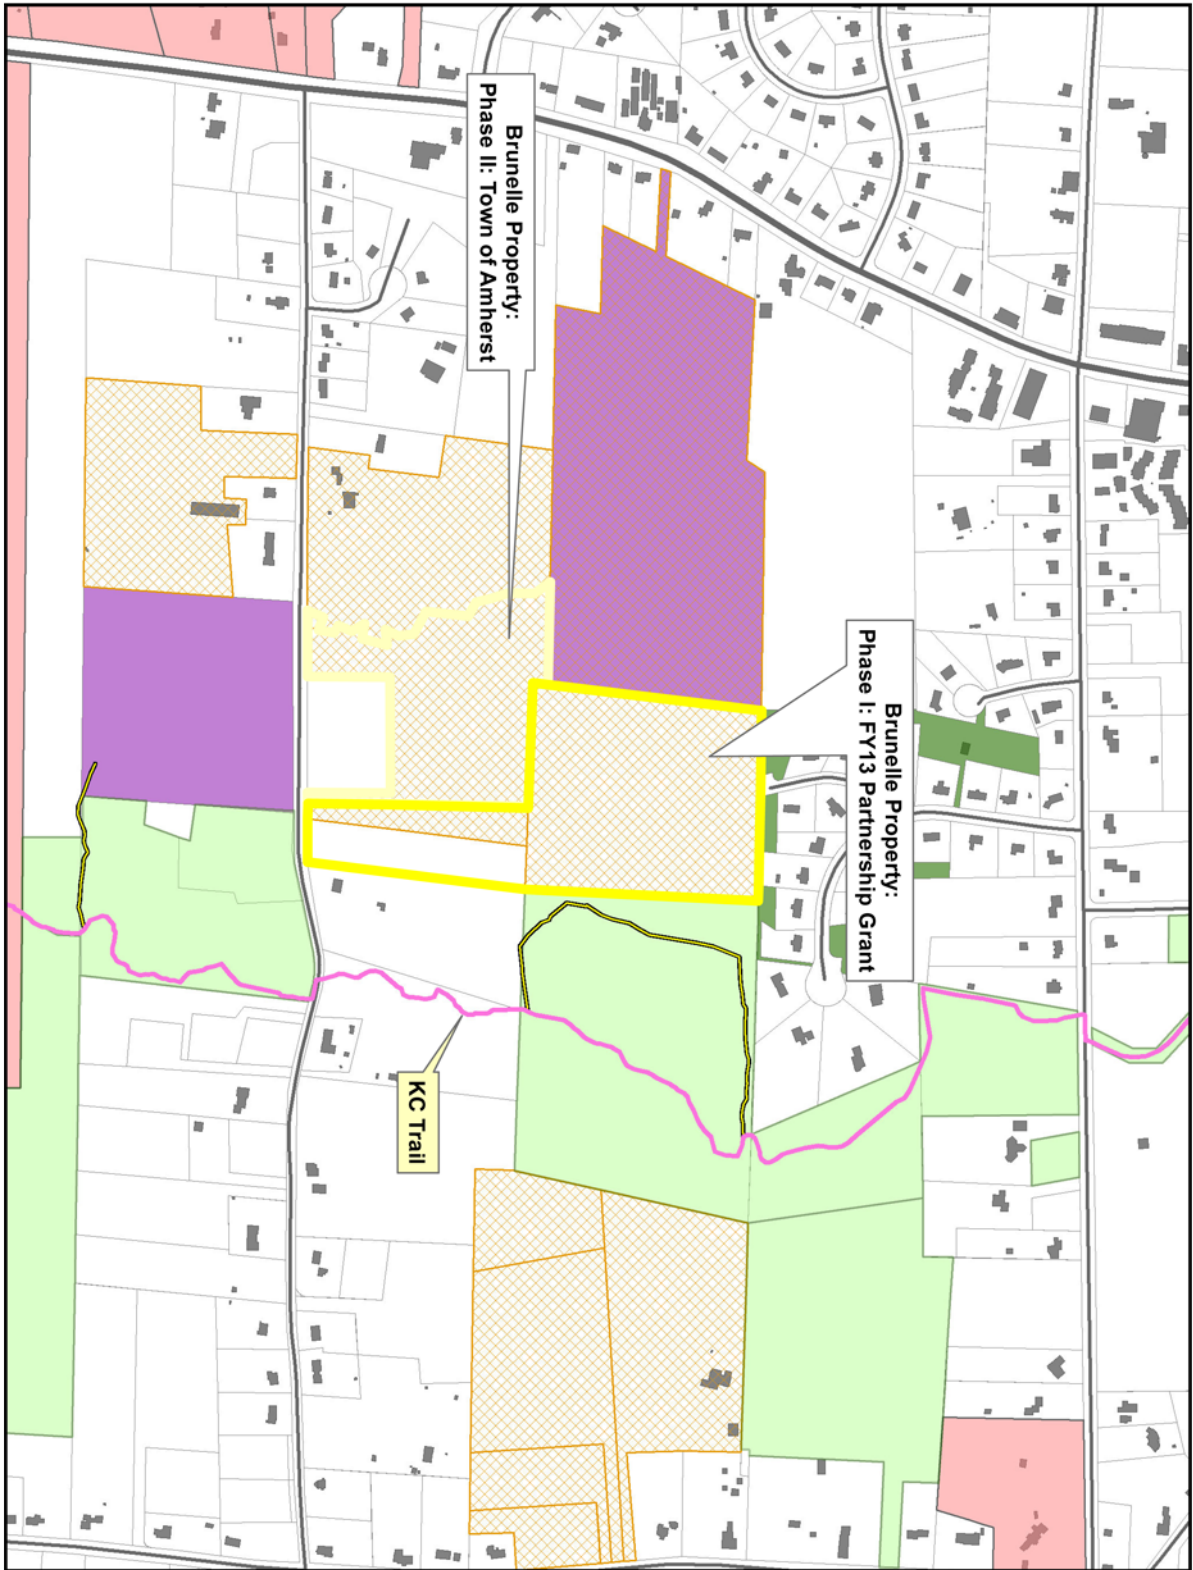 Brunelle Property:
Phase II: Town of Amherst
Brunelle Property:
Phase I: FY13 Partnership Grant
KC Trail